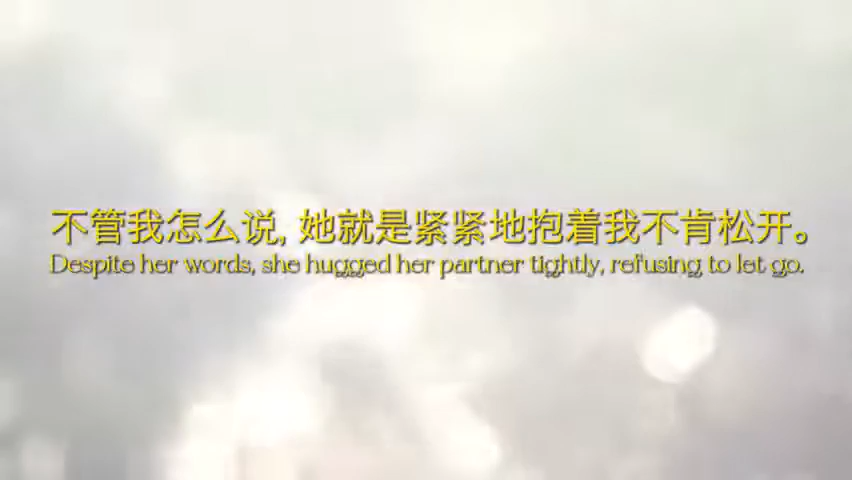 不管我怎么说, 她就是紧紧地抱着我不肯松开。
Despite her words, she hugged her partner tightly, refusing to let go.